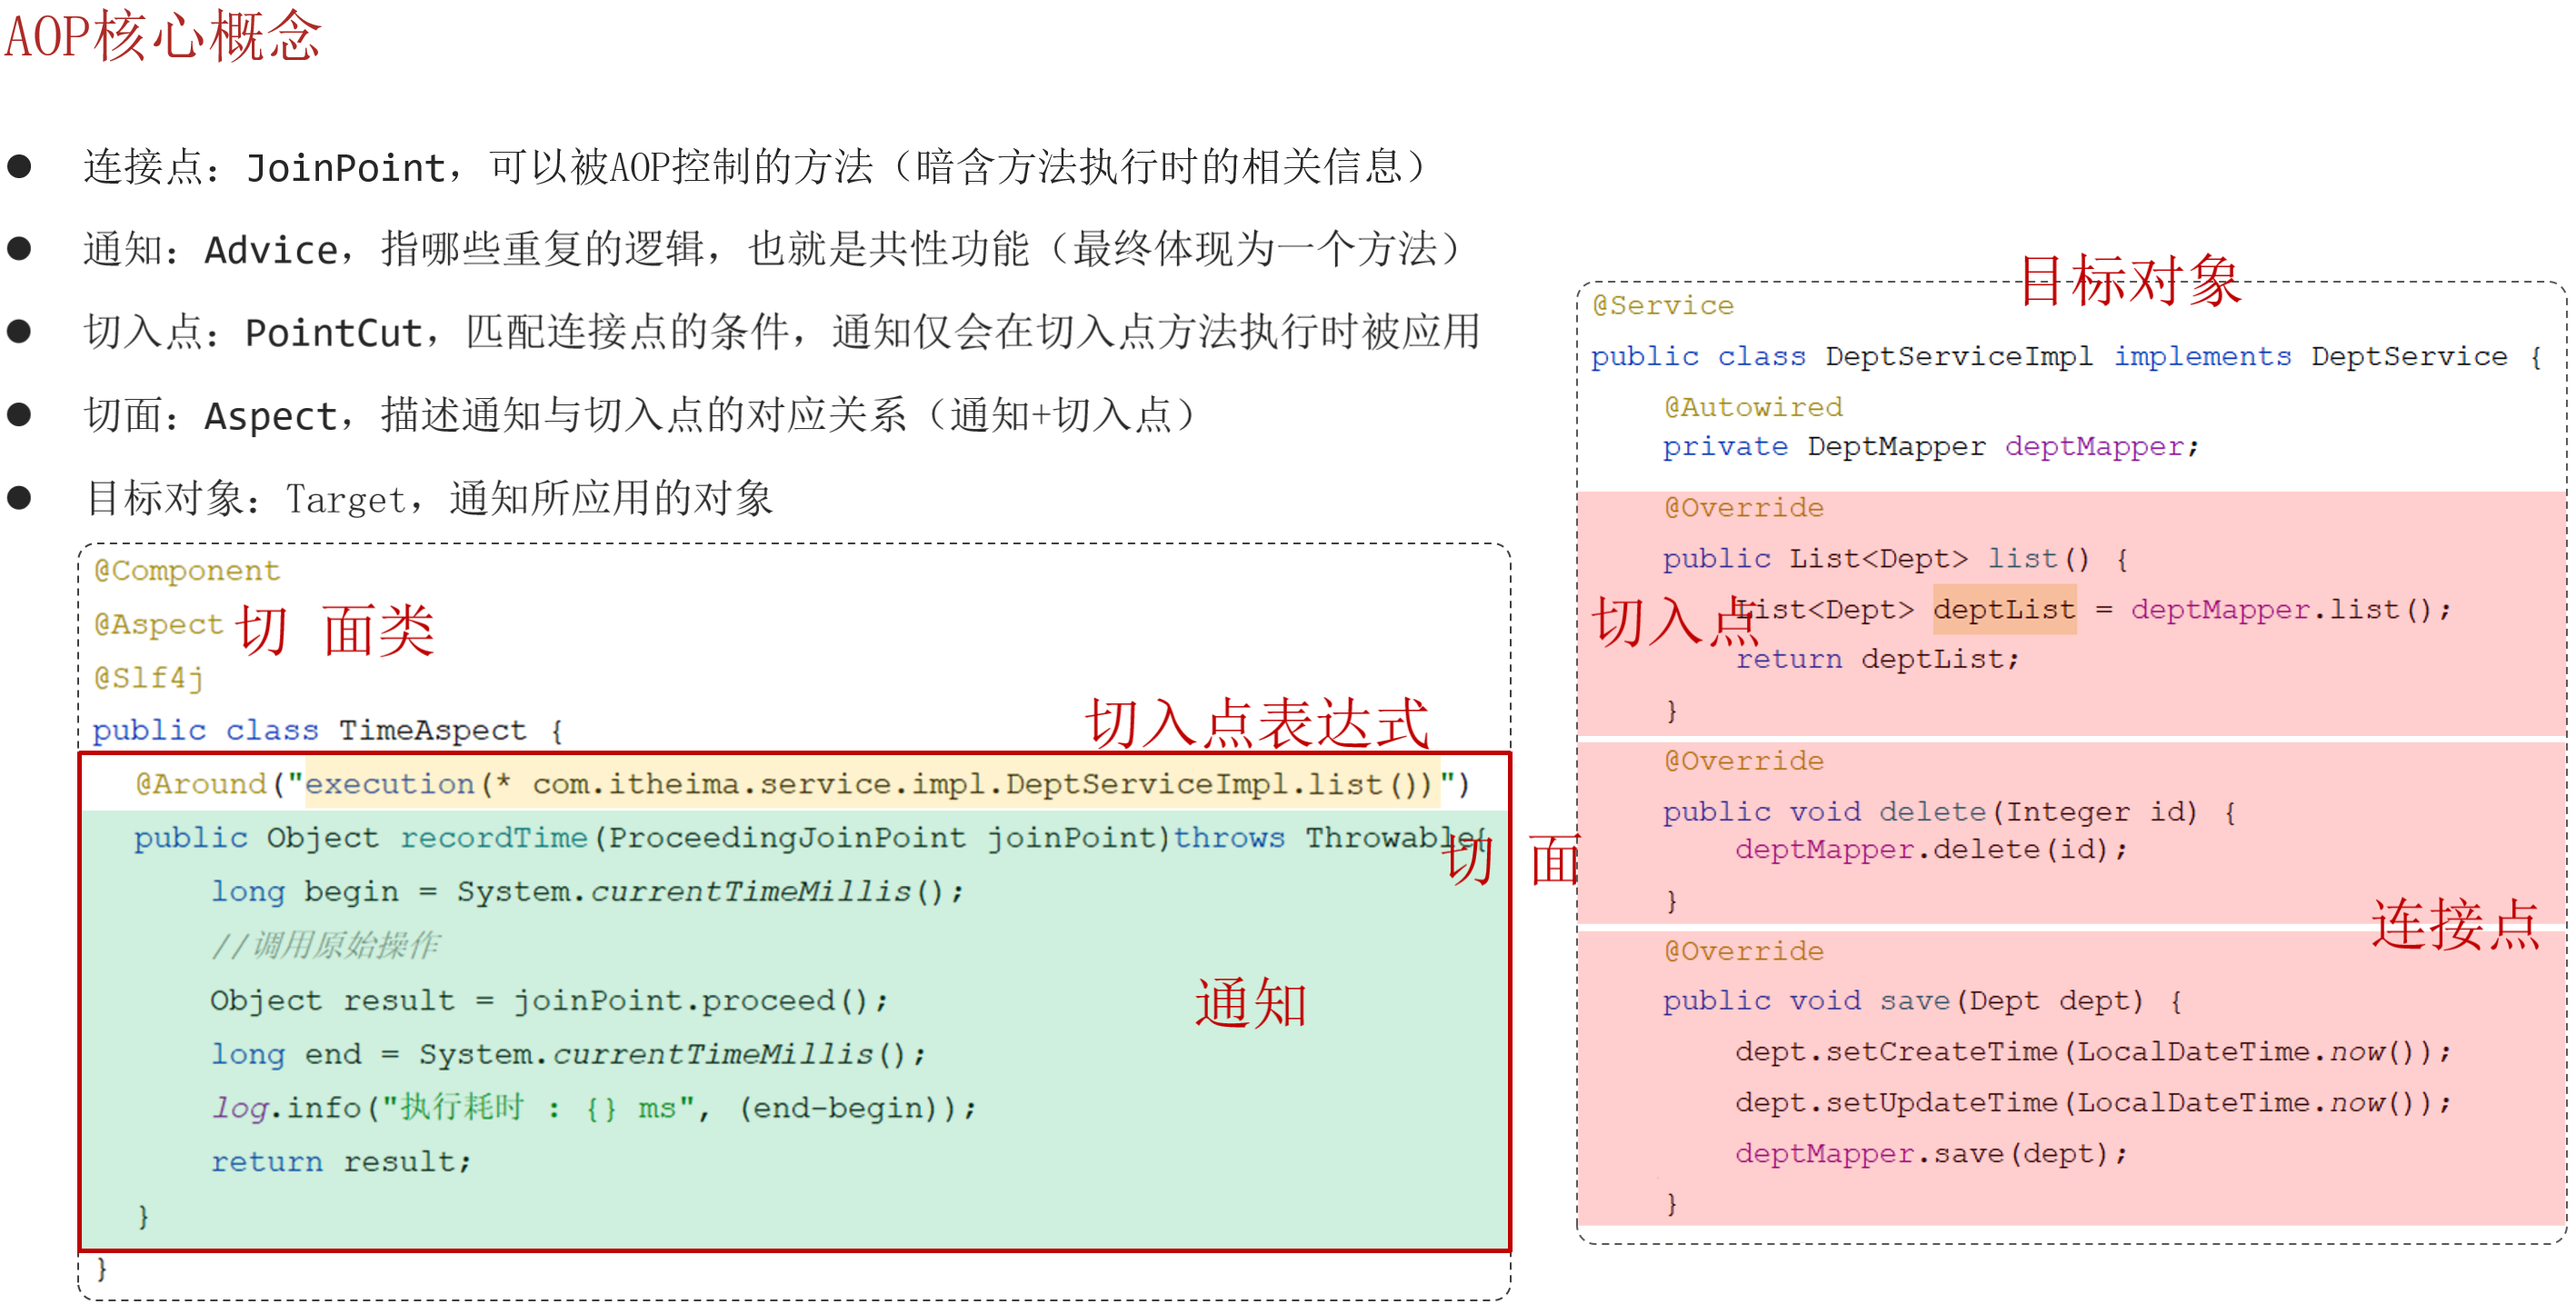 AOP核心概念
● 连接点：JoinPoint，可以被AOP控制的方法（暗含方法执行时的相关信息）
● 通知：Advice，指哪些重复的逻辑，也就是共性功能（最终体现为一个方法）
● 切入点：PointCut，匹配连接点的条件，通知仅会在切入点方法执行时被应用
● 切面：Aspect，描述通知与切入点的对应关系（通知+切入点）
● 目标对象：Target，通知所应用的对象
@Component
@Aspect 切 面类
@Slf4j
public class TimeAspect {
切入点表达式
@Around("execution(* com.itheima.service.impl.DeptServiceImpl.list())")
public Object recordTime(ProceedingJoinPoint joinPoint)throws Throwable{
切 面
long begin = System.currentTimeMillis();
//调用原始操作
Object result = joinPoint.proceed();
通知
long end = System.currentTimeMillis();
log.info("执行耗时 : {} ms", (end-begin));
return result;
}
}
目标对象
@Service
public class DeptServiceImpl implements DeptService {
@Autowired
private DeptMapper deptMapper;
@Override
public List<Dept> list() {
切入点
List<Dept> deptList = deptMapper.list();
return deptList;
}
@Override
public void delete(Integer id) {
deptMapper.delete(id);
}
连接点
@Override
public void save(Dept dept) {
dept.setCreateTime(LocalDateTime.now());
dept.setUpdateTime(LocalDateTime.now());
deptMapper.save(dept);
}